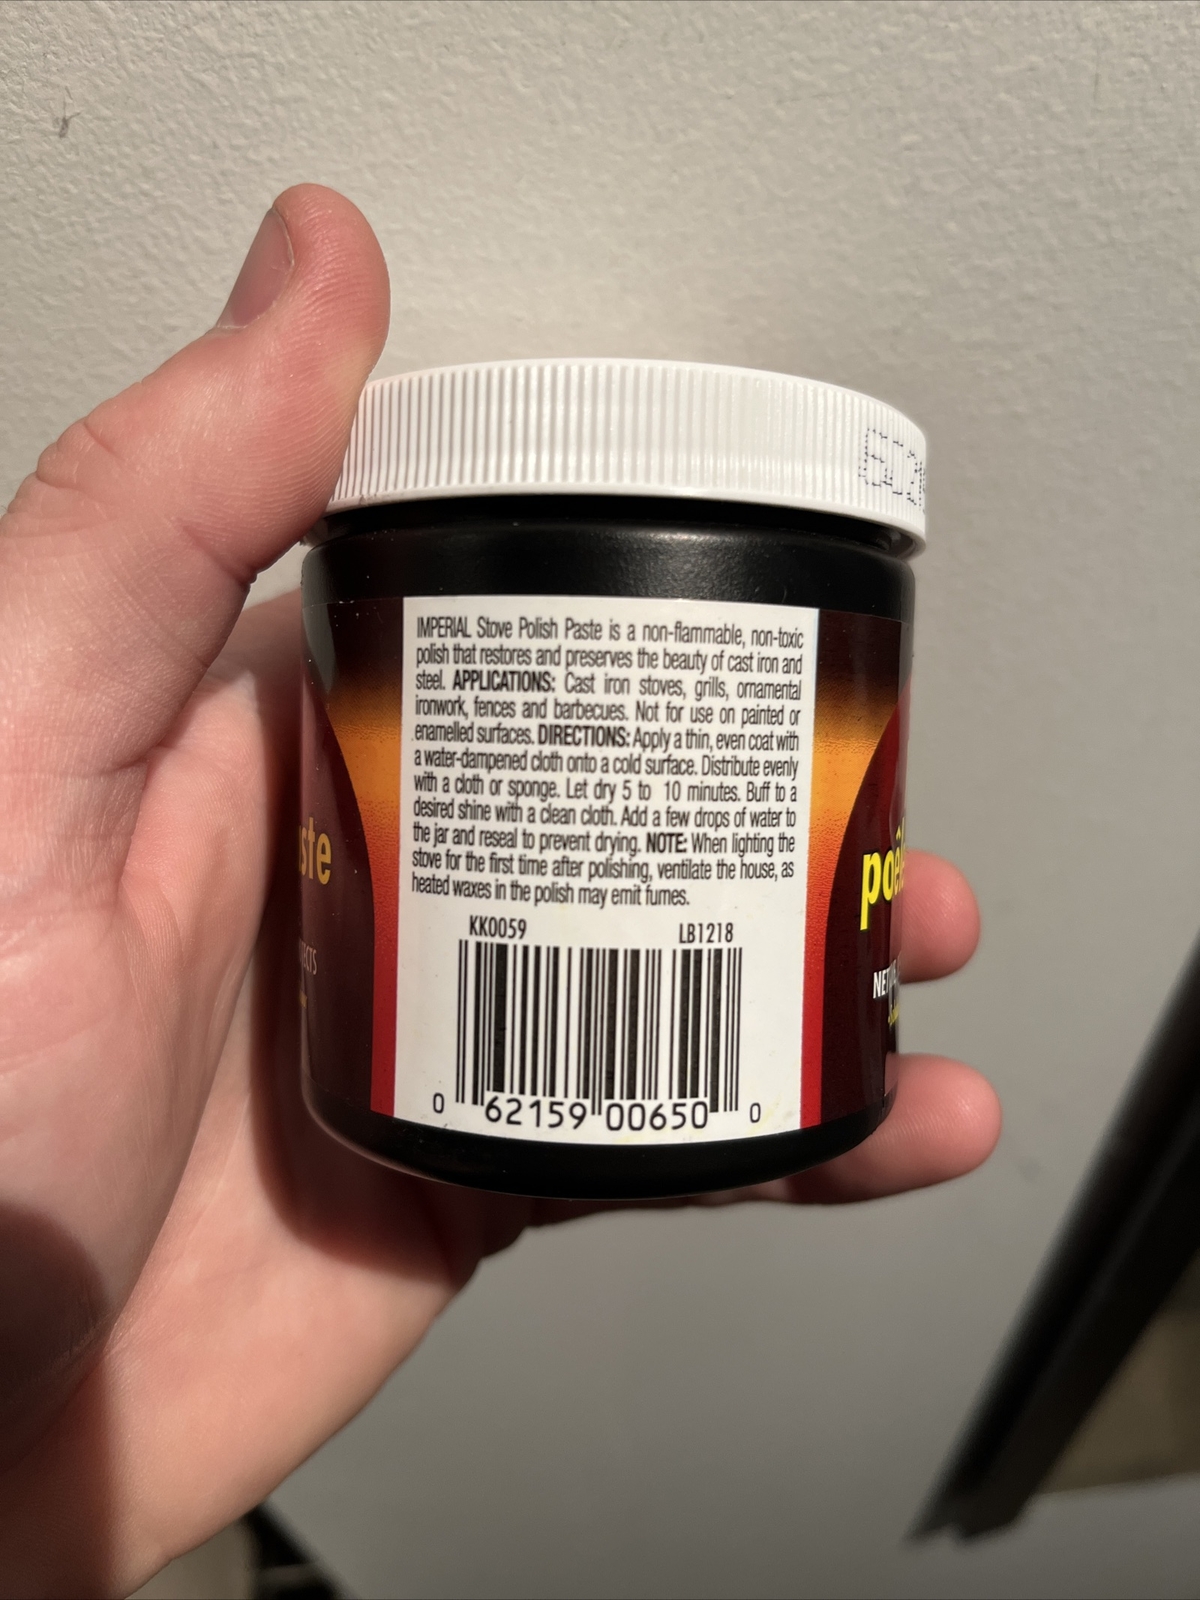 IMPERIAL Stove Polish Paste is a non-flammable, non-toxic
polish that restores and preserves the beauty of cast iron and
steel. APPLICATIONS: Cast iron stoves, grills, ornamental
ironwork, fences and barbecues. Not for use on painted or
enamelled surfaces. DIRECTIONS: Apply a thin, even coat with
a water-dampened cloth onto a cold surface. Distribute evenly
with a cloth or sponge. Let dry 5 to 10 minutes. Buff to a
desired shine with a clean cloth. Add a few drops of water to
the jar and reseal to prevent drying. NOTE: When lighting the
stove for the first time after polishing, ventilate the house, as
heated waxes in the polish may emit fumes.
KK0059 LB1218
0 62159 00650 0
NET